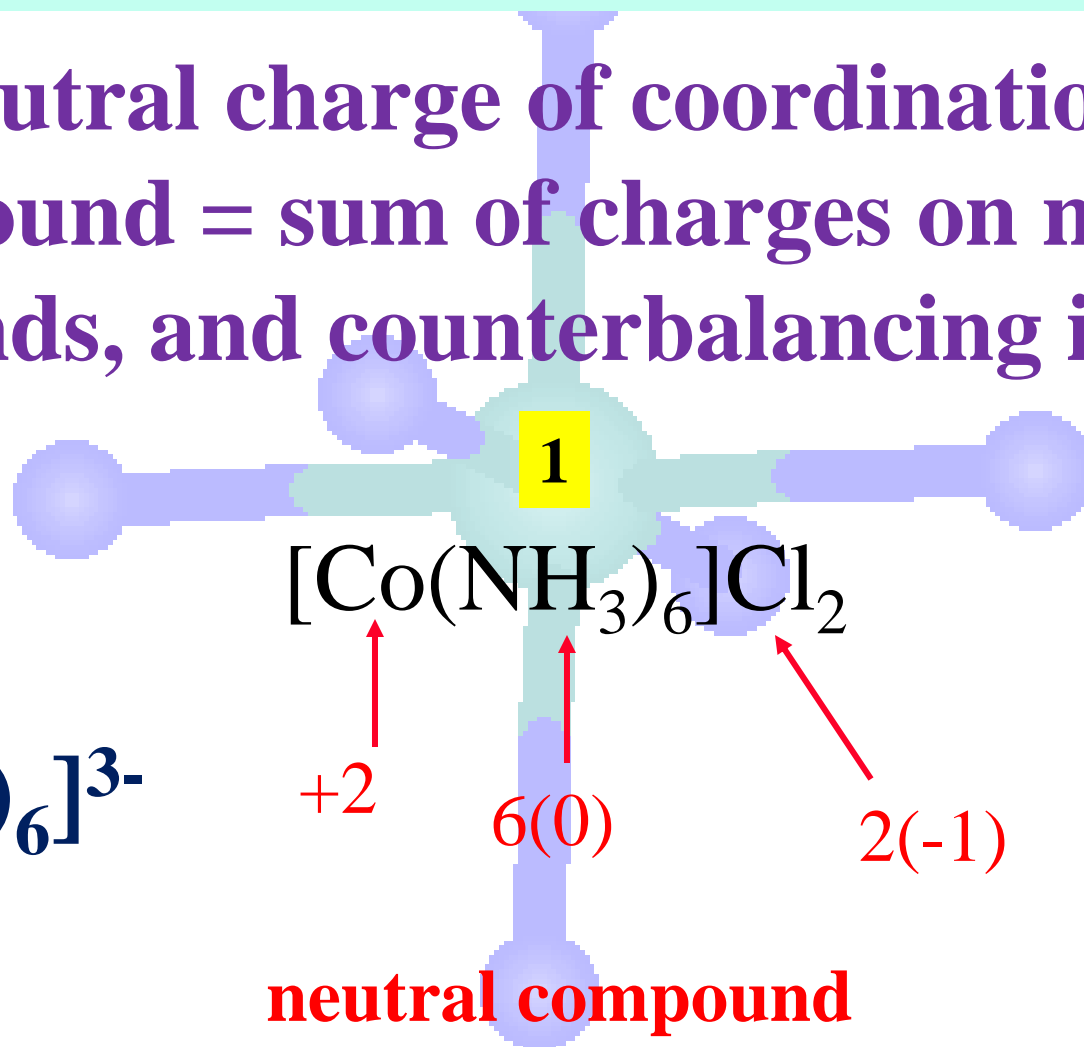 utral charge of coordinatio
ound = sum of charges on
nds, and counterbalancing
1
[Co(NH₃)₆]Cl₂
)₆]³⁻
+2
6(0)
2(-1)
neutral compound